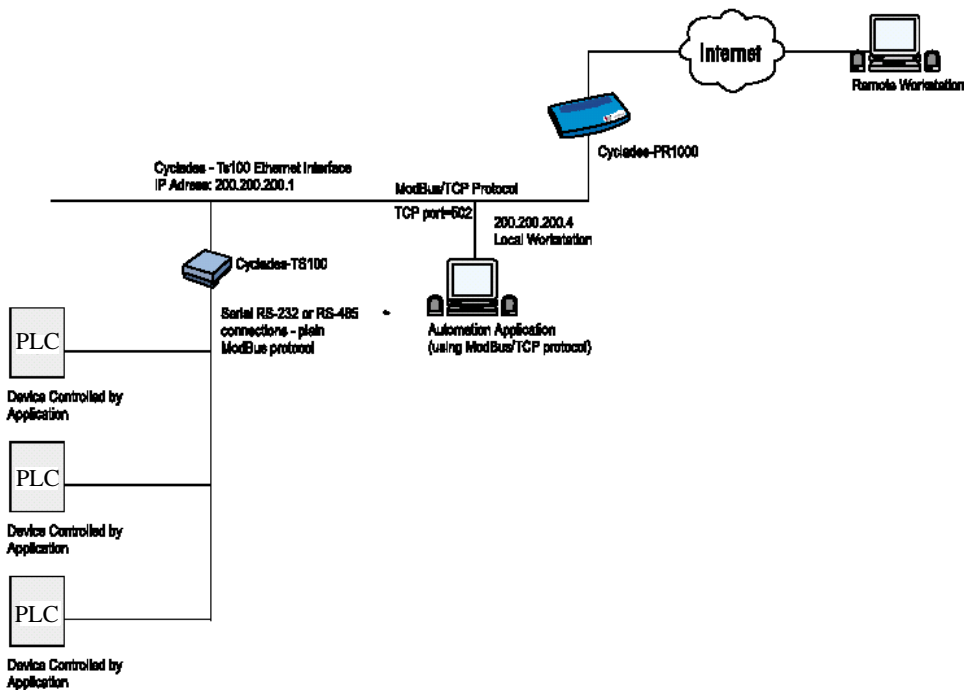 Internet
Remote Workstation
Cyclades-PR1000
Cyclades - Ts100 Ethernet Interface
IP Adress: 200.200.200.1
ModBus/TCP Protocol
TCP port=502
200.200.200.4
Local Workstation
Cyclades-TS100
Serial RS-232 or RS-485
connections - plain
ModBus protocol
Automation Application
(using ModBus/TCP protocol)
PLC
Device Controlled by
Application
PLC
Device Controlled by
Application
PLC
Device Controlled by
Application